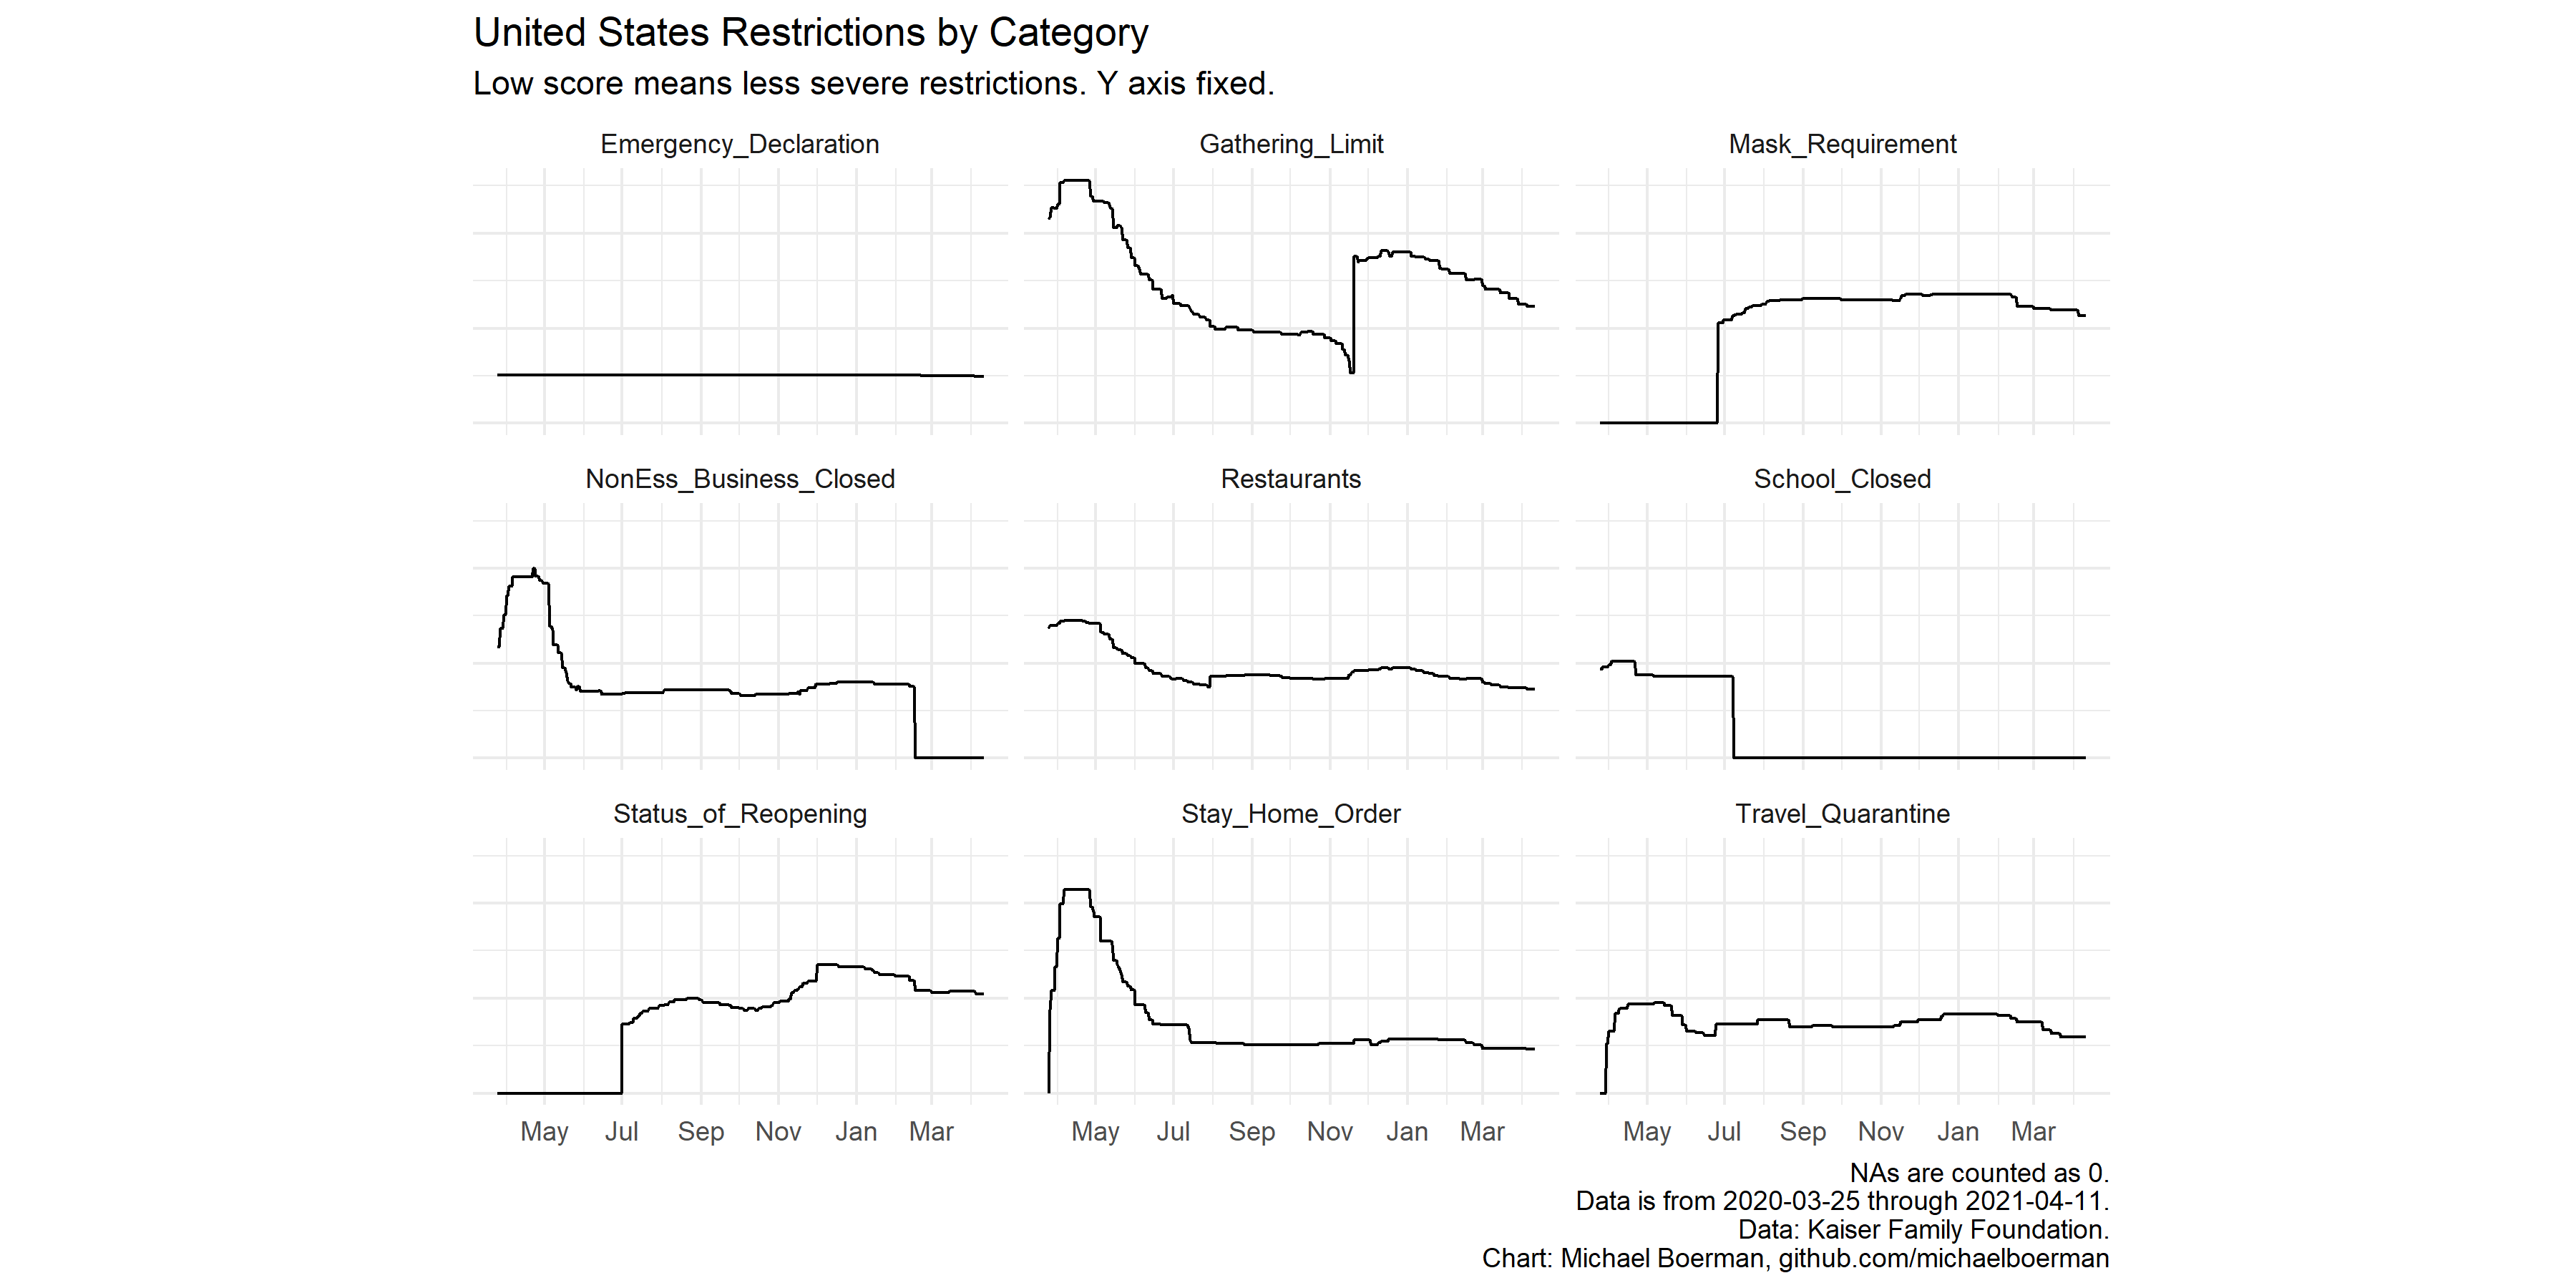 United States Restrictions by Category
Low score means less severe restrictions. Y axis fixed.
Emergency_Declaration
Gathering_Limit
Mask_Requirement
NonEss_Business_Closed
Restaurants
School_Closed
Status_of_Reopening
Stay_Home_Order
Travel_Quarantine
May Jul Sep Nov Jan Mar
May Jul Sep Nov Jan Mar
May Jul Sep Nov Jan Mar
NAs are counted as 0.
Data is from 2020-03-25 through 2021-04-11.
Data: Kaiser Family Foundation.
Chart: Michael Boerman, github.com/michaelboerman